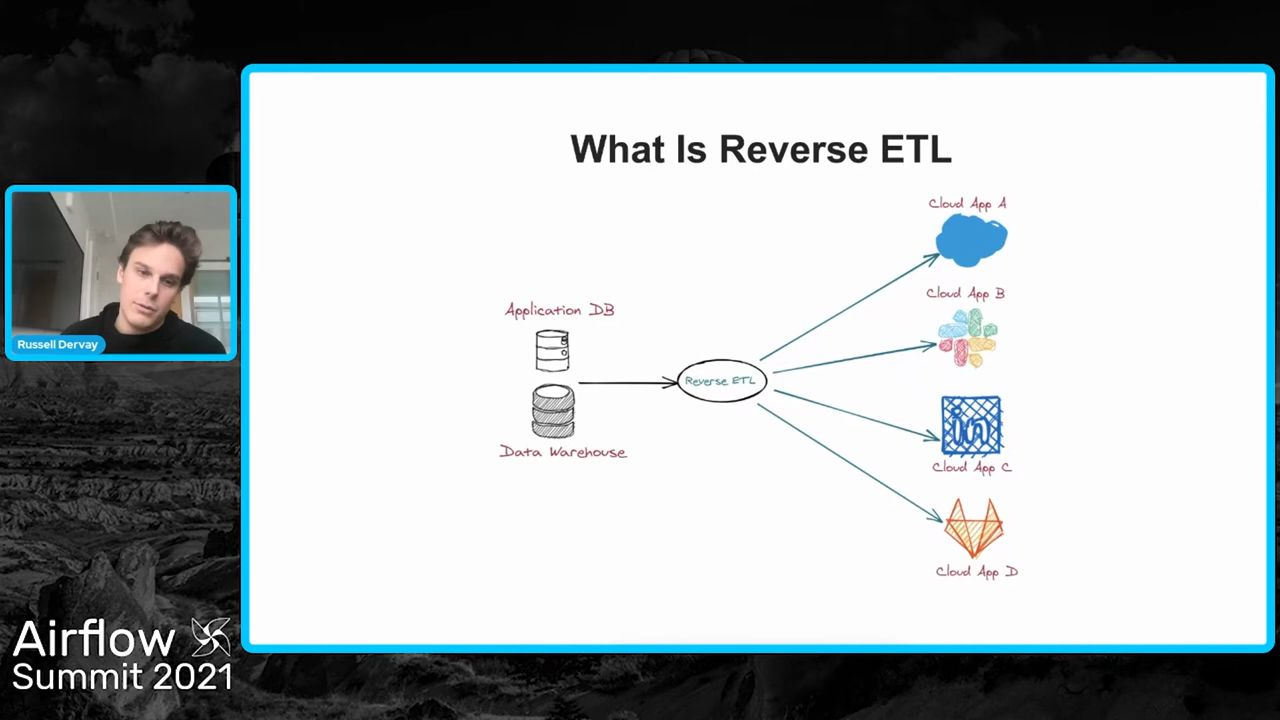 What Is Reverse ETL
Cloud App A
Cloud App B
Application DB
Reverse ETL
in
Data Warehouse
Cloud App C
Cloud App D
Russell Dervay
Airflow
Summit 2021